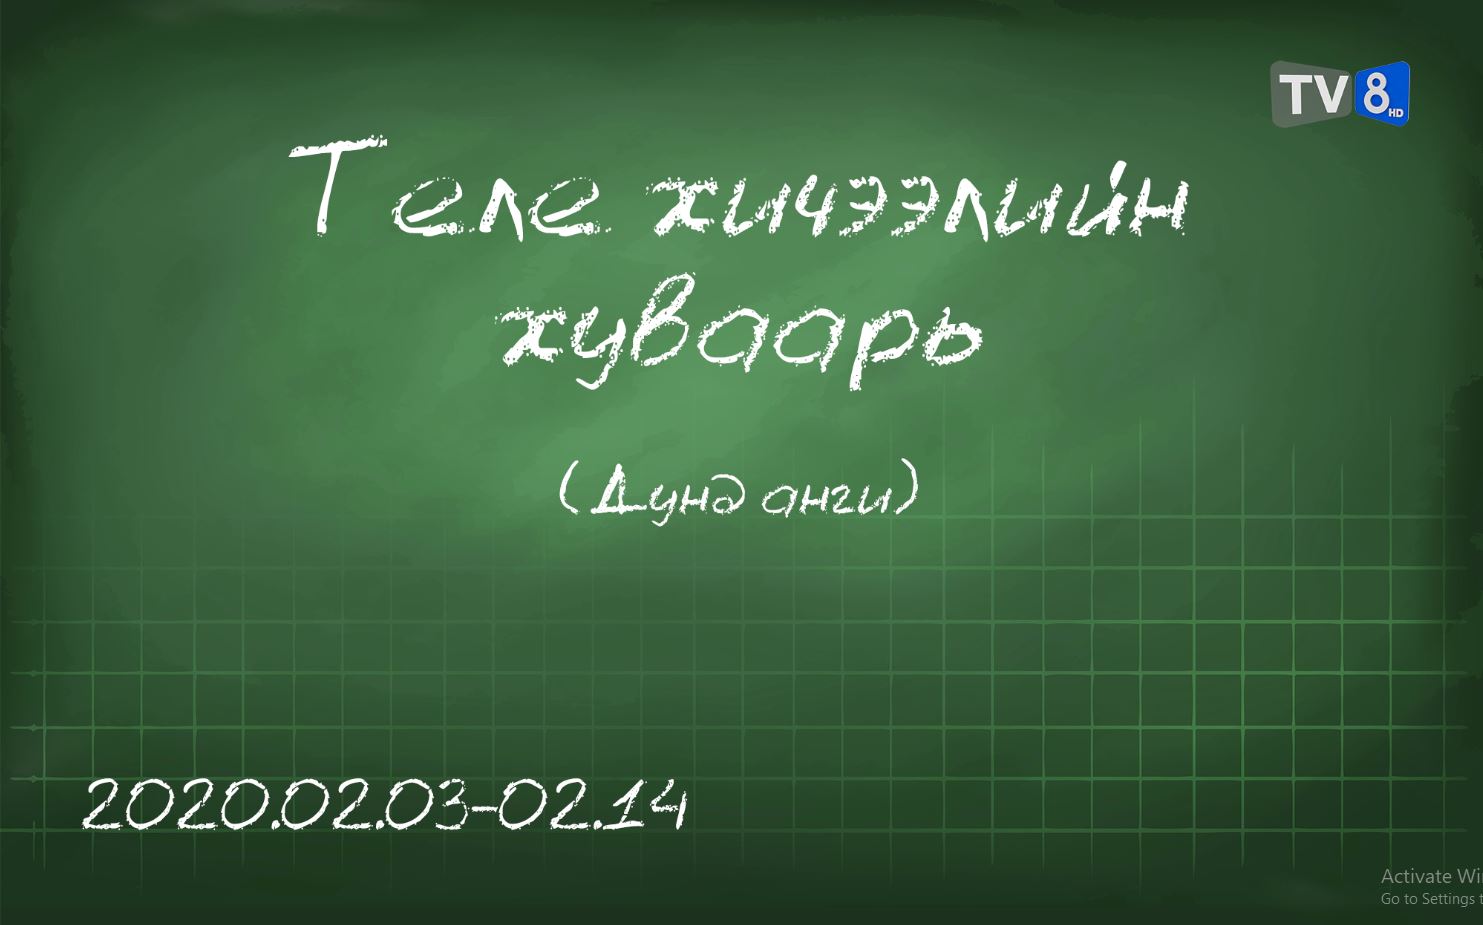 TV8 HD
Теле хичээлийн
хуваарь
(Дунд анги)
2020.02.03-02.14
Activate Wi
Go to Settings t